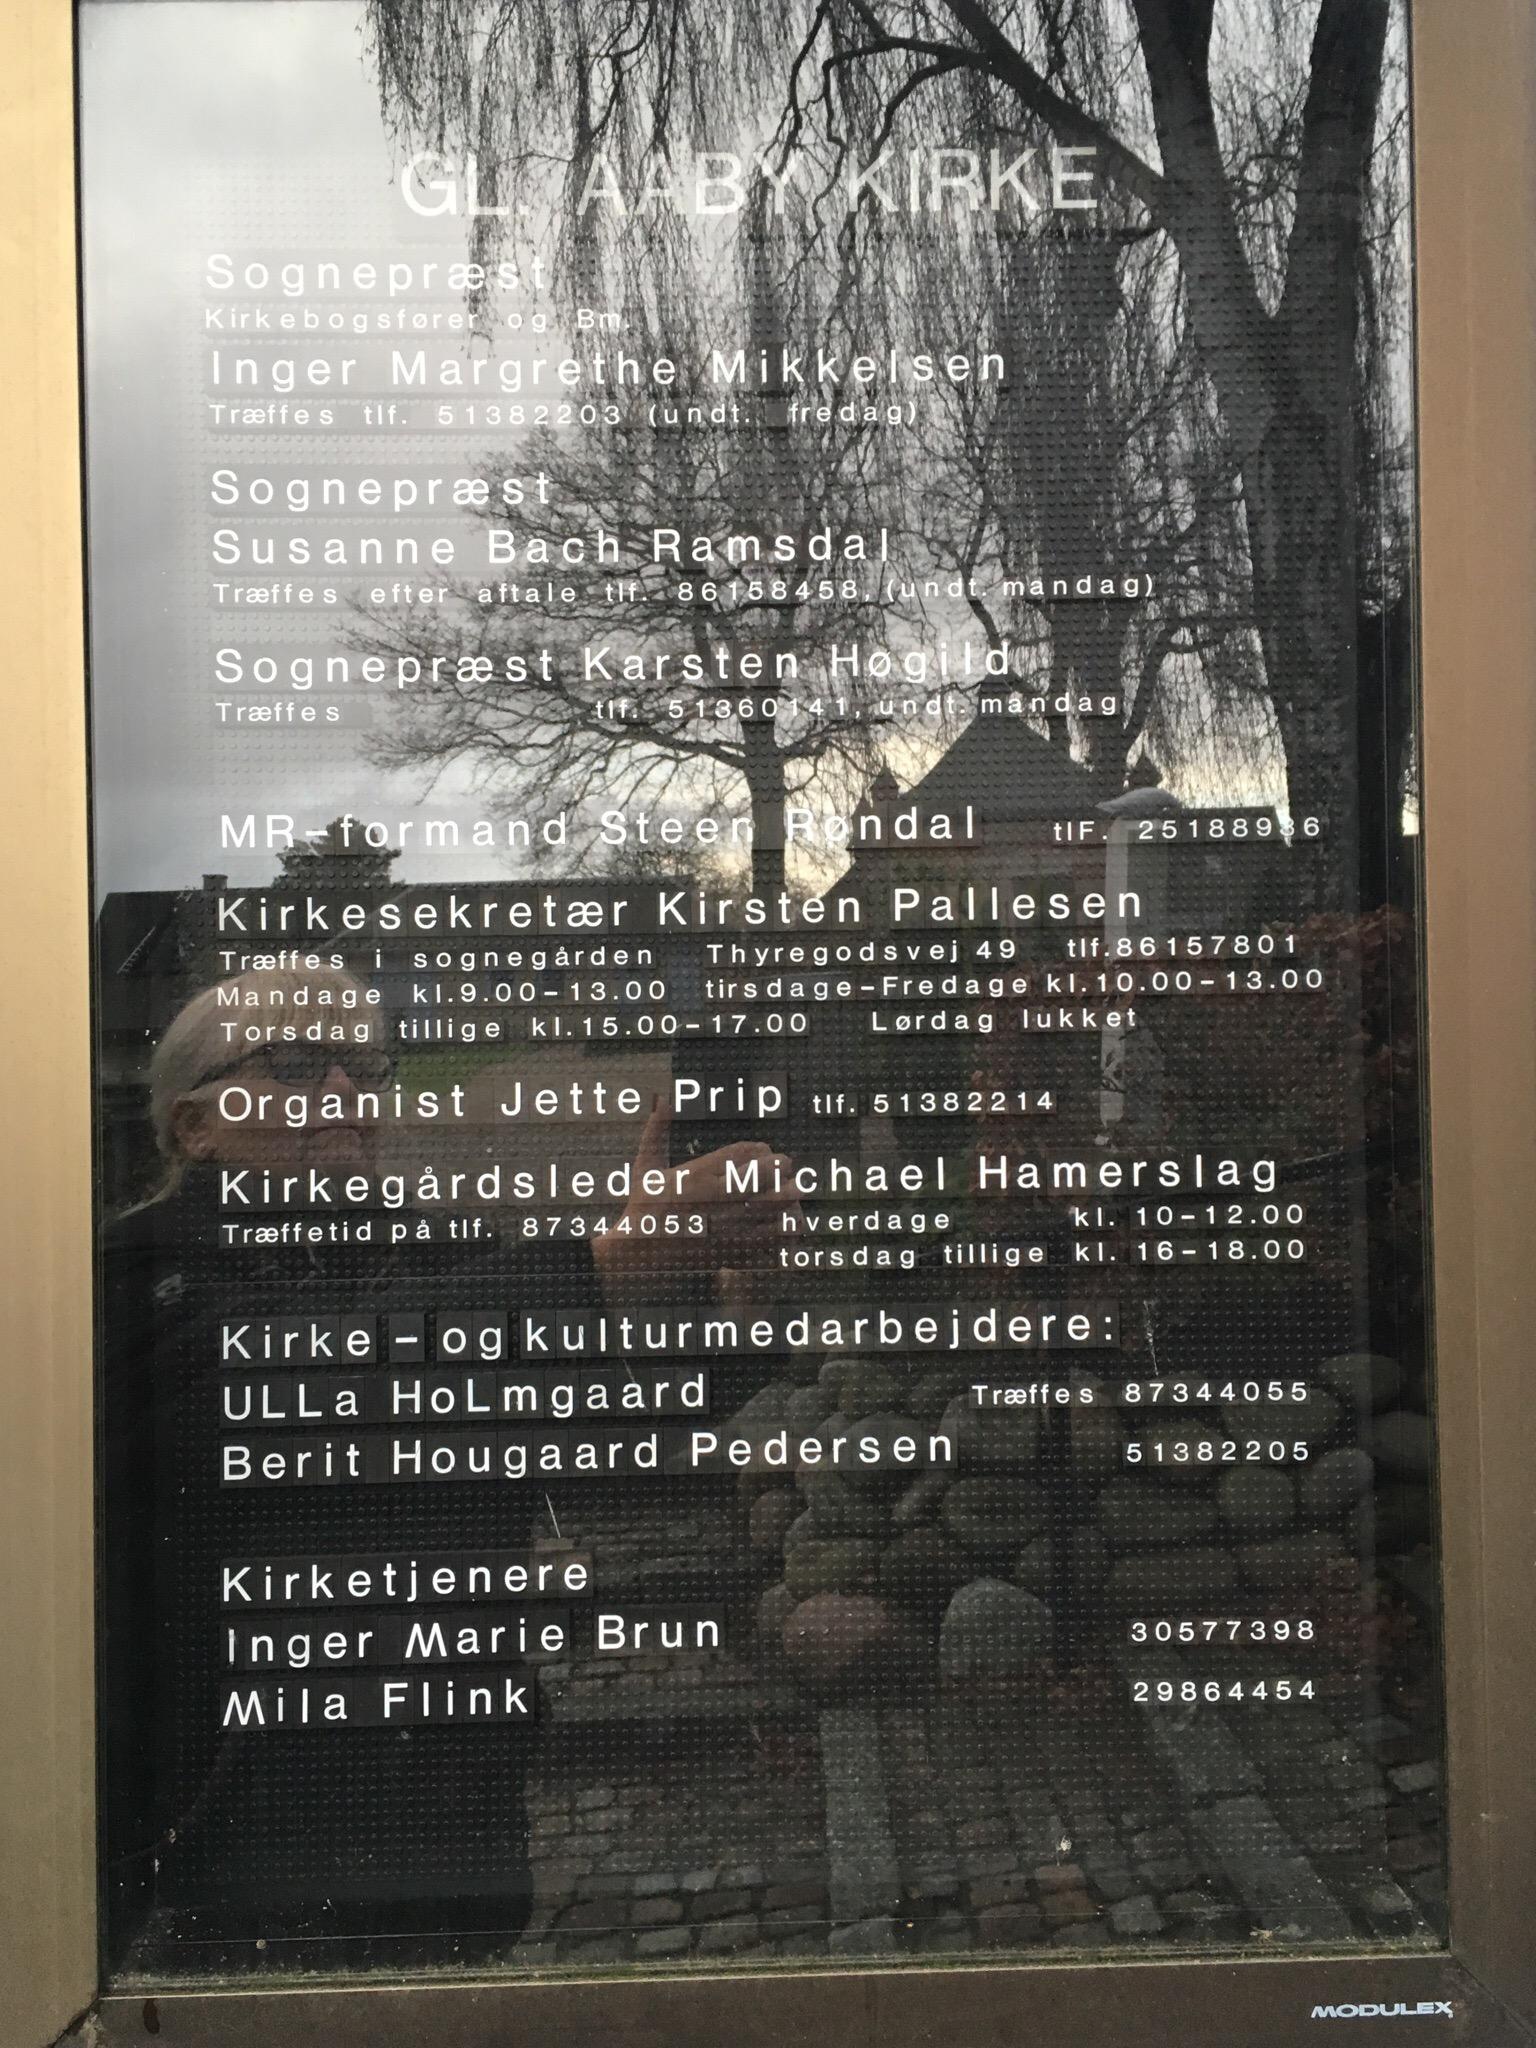 GL. AABY KIRKE
Sognepræst
Kirkebogsfører og Bm.
Inger Margrethe Mikkelsen
Træffes tlf. 51382203 (undt. fredag)
Sognepræst
Susanne Bach Ramsdal
Træffes efter aftale tlf. 86158458, (undt. mandag)
Sognepræst Karsten Høgild
Træffes tlf. 51360141, undt. mandag
MR-formand Steen Røndal tlF. 25188936
Kirkesekretær Kirsten Pallesen
Træffes i sognegården Thyregodsvej 49 tlf.86157801
Mandage kl.9.00-13.00 tirsdage-Fredage kl.10.00-13.00
Torsdag tillige kl.15.00-17.00 Lørdag lukket
Organist Jette Prip tlf. 51382214
Kirkegårdsleder Michael Hamerslag
Træffetid på tlf. 87344053 hverdage kl. 10-12.00
torsdag tillige kl. 16-18.00
Kirke - og kulturmedarbejdere:
ULLa HoLmgaard Træffes 87344055
Berit Hougaard Pedersen 51382205
Kirketjenere
Inger Marie Brun 30577398
Mila Flink 29864454
MODULEX